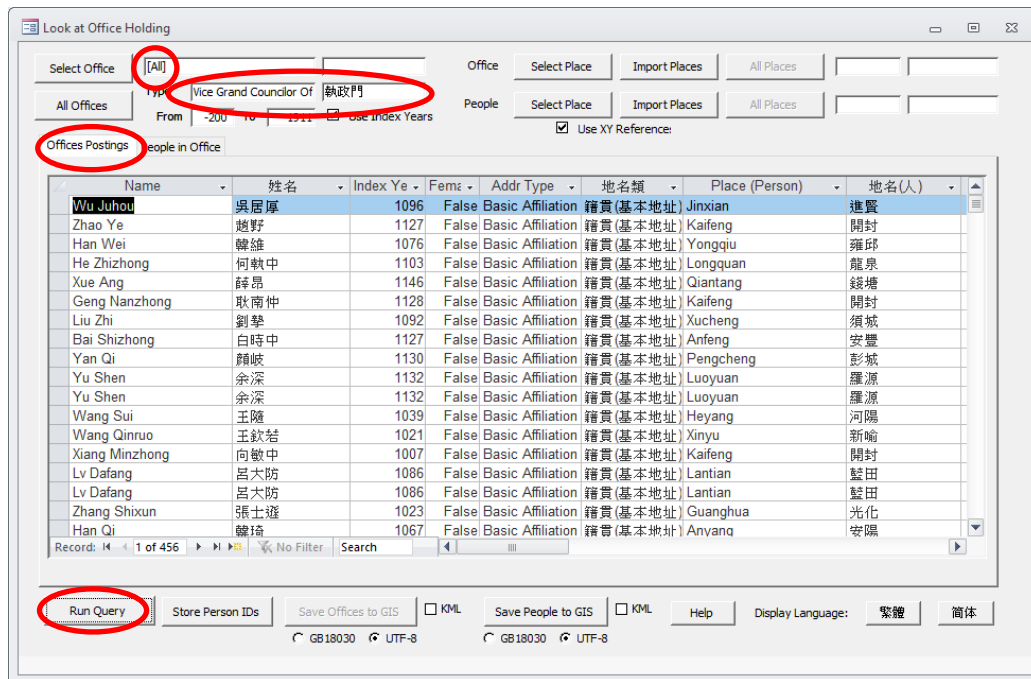 Look at Office Holding
Select Office [All] Office Select Place Import Places All Places
Type Vice Grand Councilor Of 執政門
All Offices People Select Place Import Places All Places
From -200 To 1911 Use Index Years
Use XY Reference:
Offices Postings People in Office
Name 姓名 Index Ye Fema Addr Type 地名類 Place (Person) 地名(人)
Wu Juhou 吳居厚 1096 False Basic Affiliation 籍貫(基本地址) Jinxian 進賢
Zhao Ye 趙野 1127 False Basic Affiliation 籍貫(基本地址) Kaifeng 開封
Han Wei 韓維 1076 False Basic Affiliation 籍貫(基本地址) Yongqiu 雍邱
He Zhizhong 何執中 1103 False Basic Affiliation 籍貫(基本地址) Longquan 龍泉
Xue Ang 薛昂 1146 False Basic Affiliation 籍貫(基本地址) Qiantang 錢塘
Geng Nanzhong 耿南仲 1128 False Basic Affiliation 籍貫(基本地址) Kaifeng 開封
Liu Zhi 劉摯 1092 False Basic Affiliation 籍貫(基本地址) Xucheng 須城
Bai Shizhong 白時中 1127 False Basic Affiliation 籍貫(基本地址) Anfeng 安豐
Yan Qi 顏岐 1130 False Basic Affiliation 籍貫(基本地址) Pengcheng 彭城
Yu Shen 余深 1132 False Basic Affiliation 籍貫(基本地址) Luoyuan 羅源
Yu Shen 余深 1132 False Basic Affiliation 籍貫(基本地址) Luoyuan 羅源
Wang Sui 王隨 1039 False Basic Affiliation 籍貫(基本地址) Heyang 河陽
Wang Qinruo 王欽若 1021 False Basic Affiliation 籍貫(基本地址) Xinyu 新喻
Xiang Minzhong 向敏中 1007 False Basic Affiliation 籍貫(基本地址) Kaifeng 開封
Lv Dafang 呂大防 1086 False Basic Affiliation 籍貫(基本地址) Lantian 藍田
Lv Dafang 呂大防 1086 False Basic Affiliation 籍貫(基本地址) Lantian 藍田
Zhang Shixun 張士遜 1023 False Basic Affiliation 籍貫(基本地址) Guanghua 光化
Han Qi 韓琦 1067 False Basic Affiliation 籍貫(基本地址) Anyang 安陽
Record: 1 of 456 No Filter Search
Run Query Store Person IDs Save Offices to GIS KML Save People to GIS KML Help Display Language: 繁體 简体
GB18030 UTF-8 GB18030 UTF-8